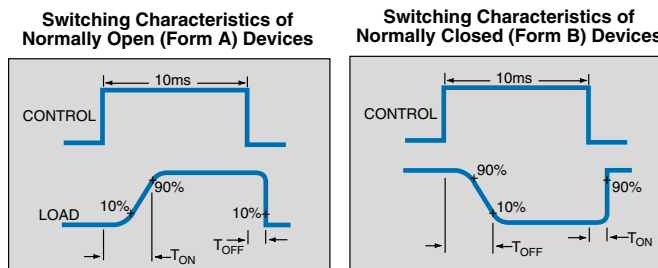 Switching Characteristics of
Normally Open (Form A) Devices
10ms
CONTROL
90%
10%
LOAD
10%
TON
TOFF
Switching Characteristics of
Normally Closed (Form B) Devices
10ms
CONTROL
90%
90%
10%
TOFF
TON